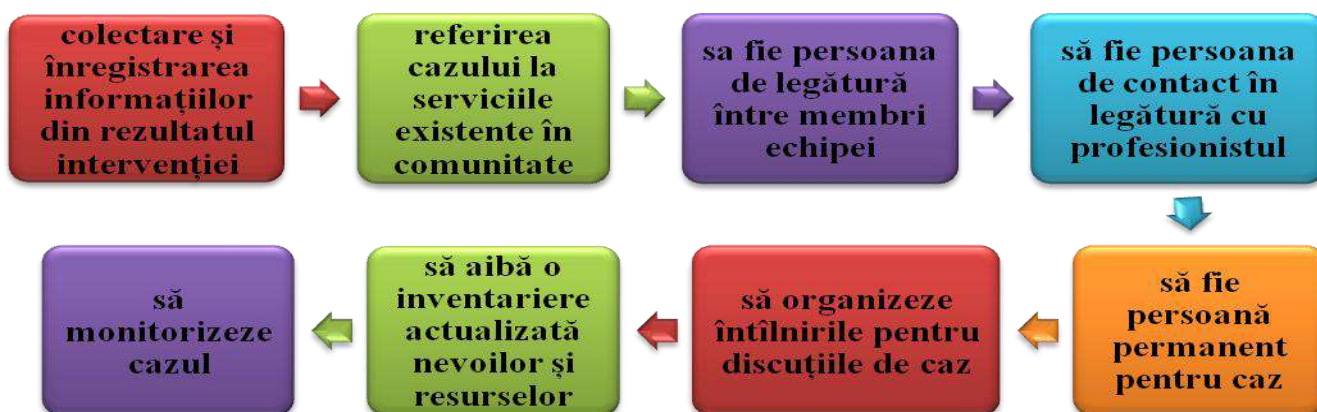 colectare și
înregistrarea
informațiilor
din rezultatul
intervenției
referirea
cazului la
serviciile
existente în
comunitate
sa fie persoana
de legătură
între membri
echipei
să fie persoana
de contact în
legătură cu
profesionistul
să fie
persoană
permanent
pentru caz
să organizeze
întîlnirile pentru
discuțiile de caz
să aibă o
inventariere
actualizată
nevoilor și
resurselor
să
monitorizeze
cazul